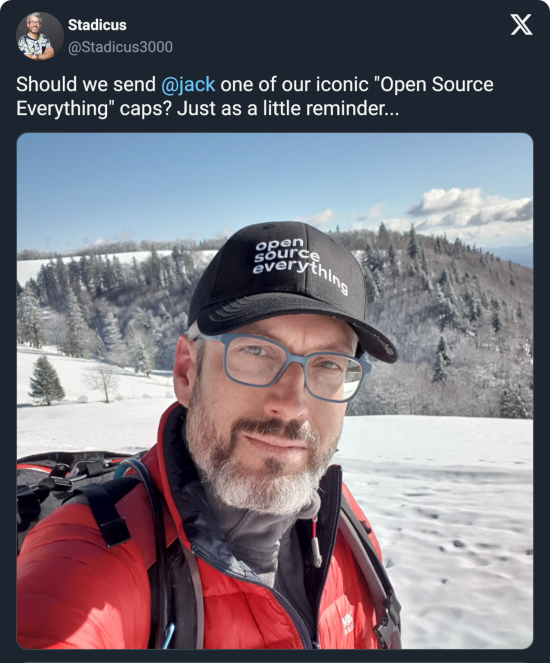 Stadicus
@Stadicus3000
Should we send @jack one of our iconic "Open Source
Everything" caps? Just as a little reminder...
open
source
everything